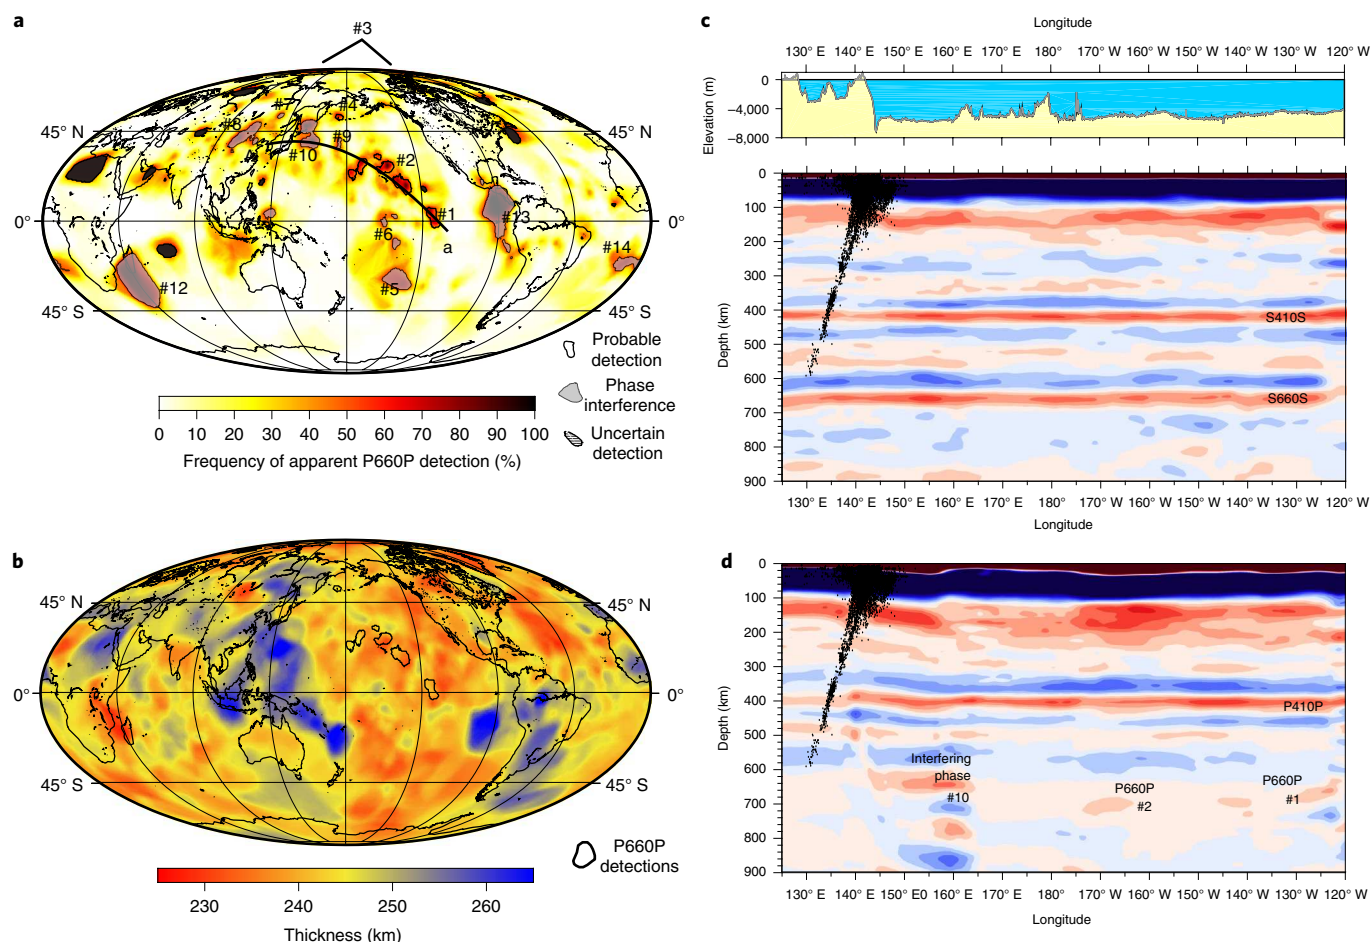 a
#3
#7
#4
#8
#9
#10
#2
#1
#13
#6
a
#14
#12
#5
45° N
45° N
0°
0°
45° S
45° S
Probable
detection
Phase
interference
Uncertain
detection
0 10 20 30 40 50 60 70 80 90 100
Frequency of apparent P660P detection (%)
b
45° N
45° N
0°
0°
45° S
45° S
P660P
detections
230 240 250 260
Thickness (km)
c
Longitude
130° E 140° E 150° E 160° E 170° E 180° 170° W 160° W 150° W 140° W 130° W 120° W
Elevation (m)
0
−4,000
−8,000
Depth (km)
0
100
200
300
400
500
600
700
800
900
S410S
S660S
130° E 140° E 150° E 160° E 170° E 180° 170° W 160° W 150° W 140° W 130° W 120° W
Longitude
d
Depth (km)
0
100
200
300
400
500
600
700
800
900
P410P
Interfering
phase
#10
P660P
#2
P660P
#1
130° E 140° E 150° E 160° E 170° E 180° 170° W 160° W 150° W 140° W 130° W 120° W
Longitude